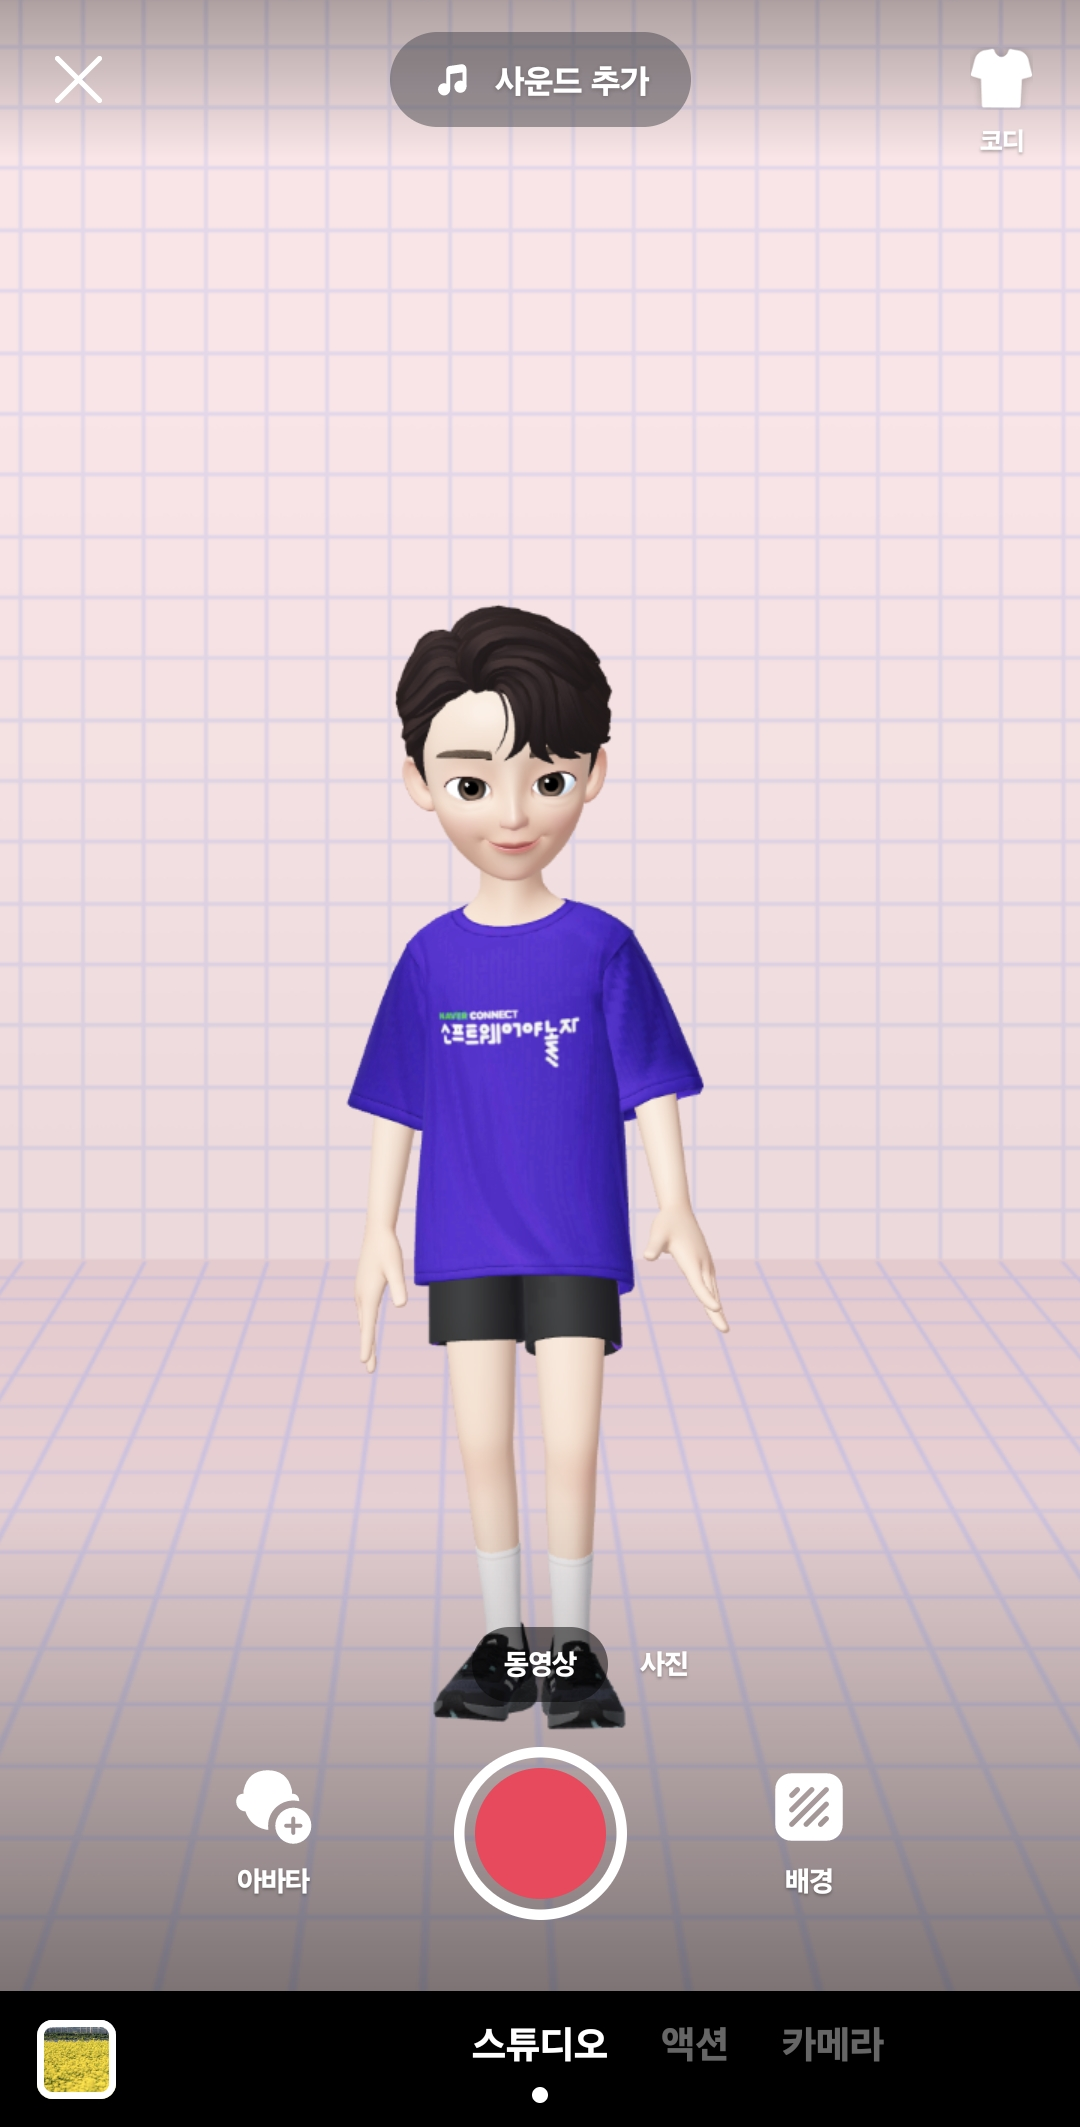 사운드 추가
코디
NAVER CONNECT
소프트웨어야 놀자
동영상
사진
아바타
배경
스튜디오
액션
카메라